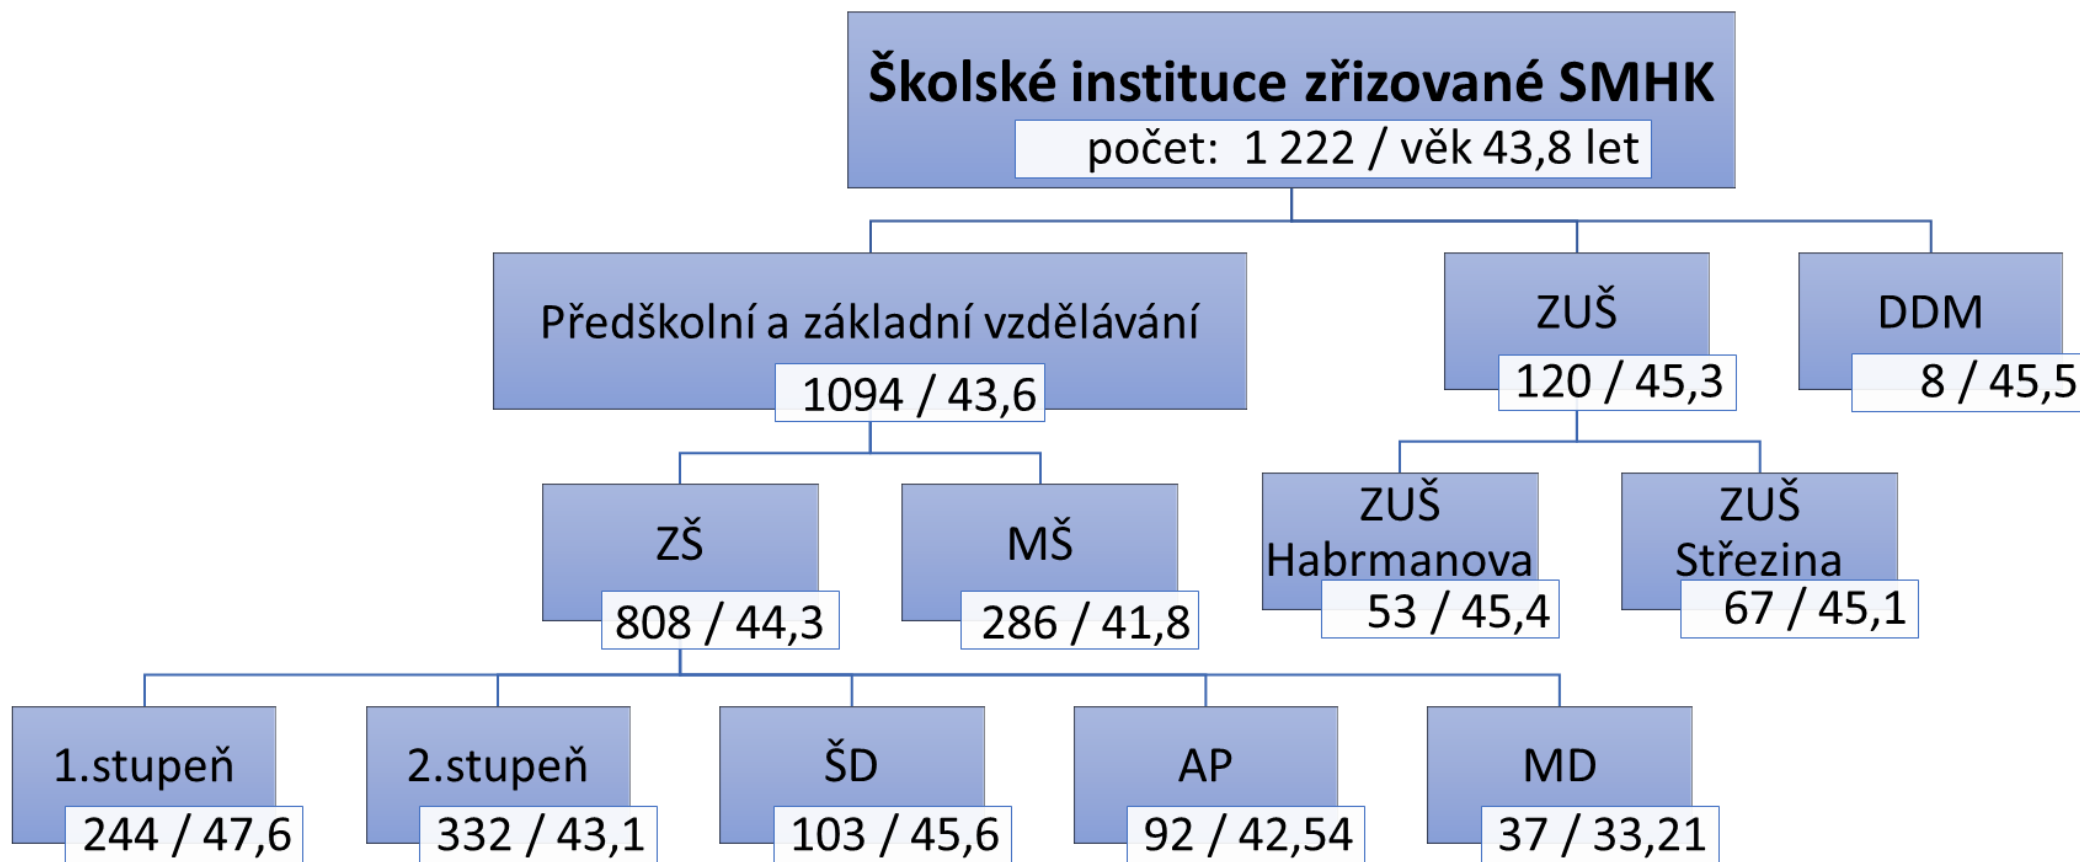 Školské instituce zřizované SMHK
počet: 1 222 / věk 43,8 let
Předškolní a základní vzdělávání
1094 / 43,6
ZUŠ
120 / 45,3
DDM
8 / 45,5
ZŠ
808 / 44,3
MŠ
286 / 41,8
ZUŠ
Habrmanova
53 / 45,4
ZUŠ
Střezina
67 / 45,1
1.stupeň
244 / 47,6
2.stupeň
332 / 43,1
ŠD
103 / 45,6
AP
92 / 42,54
MD
37 / 33,21